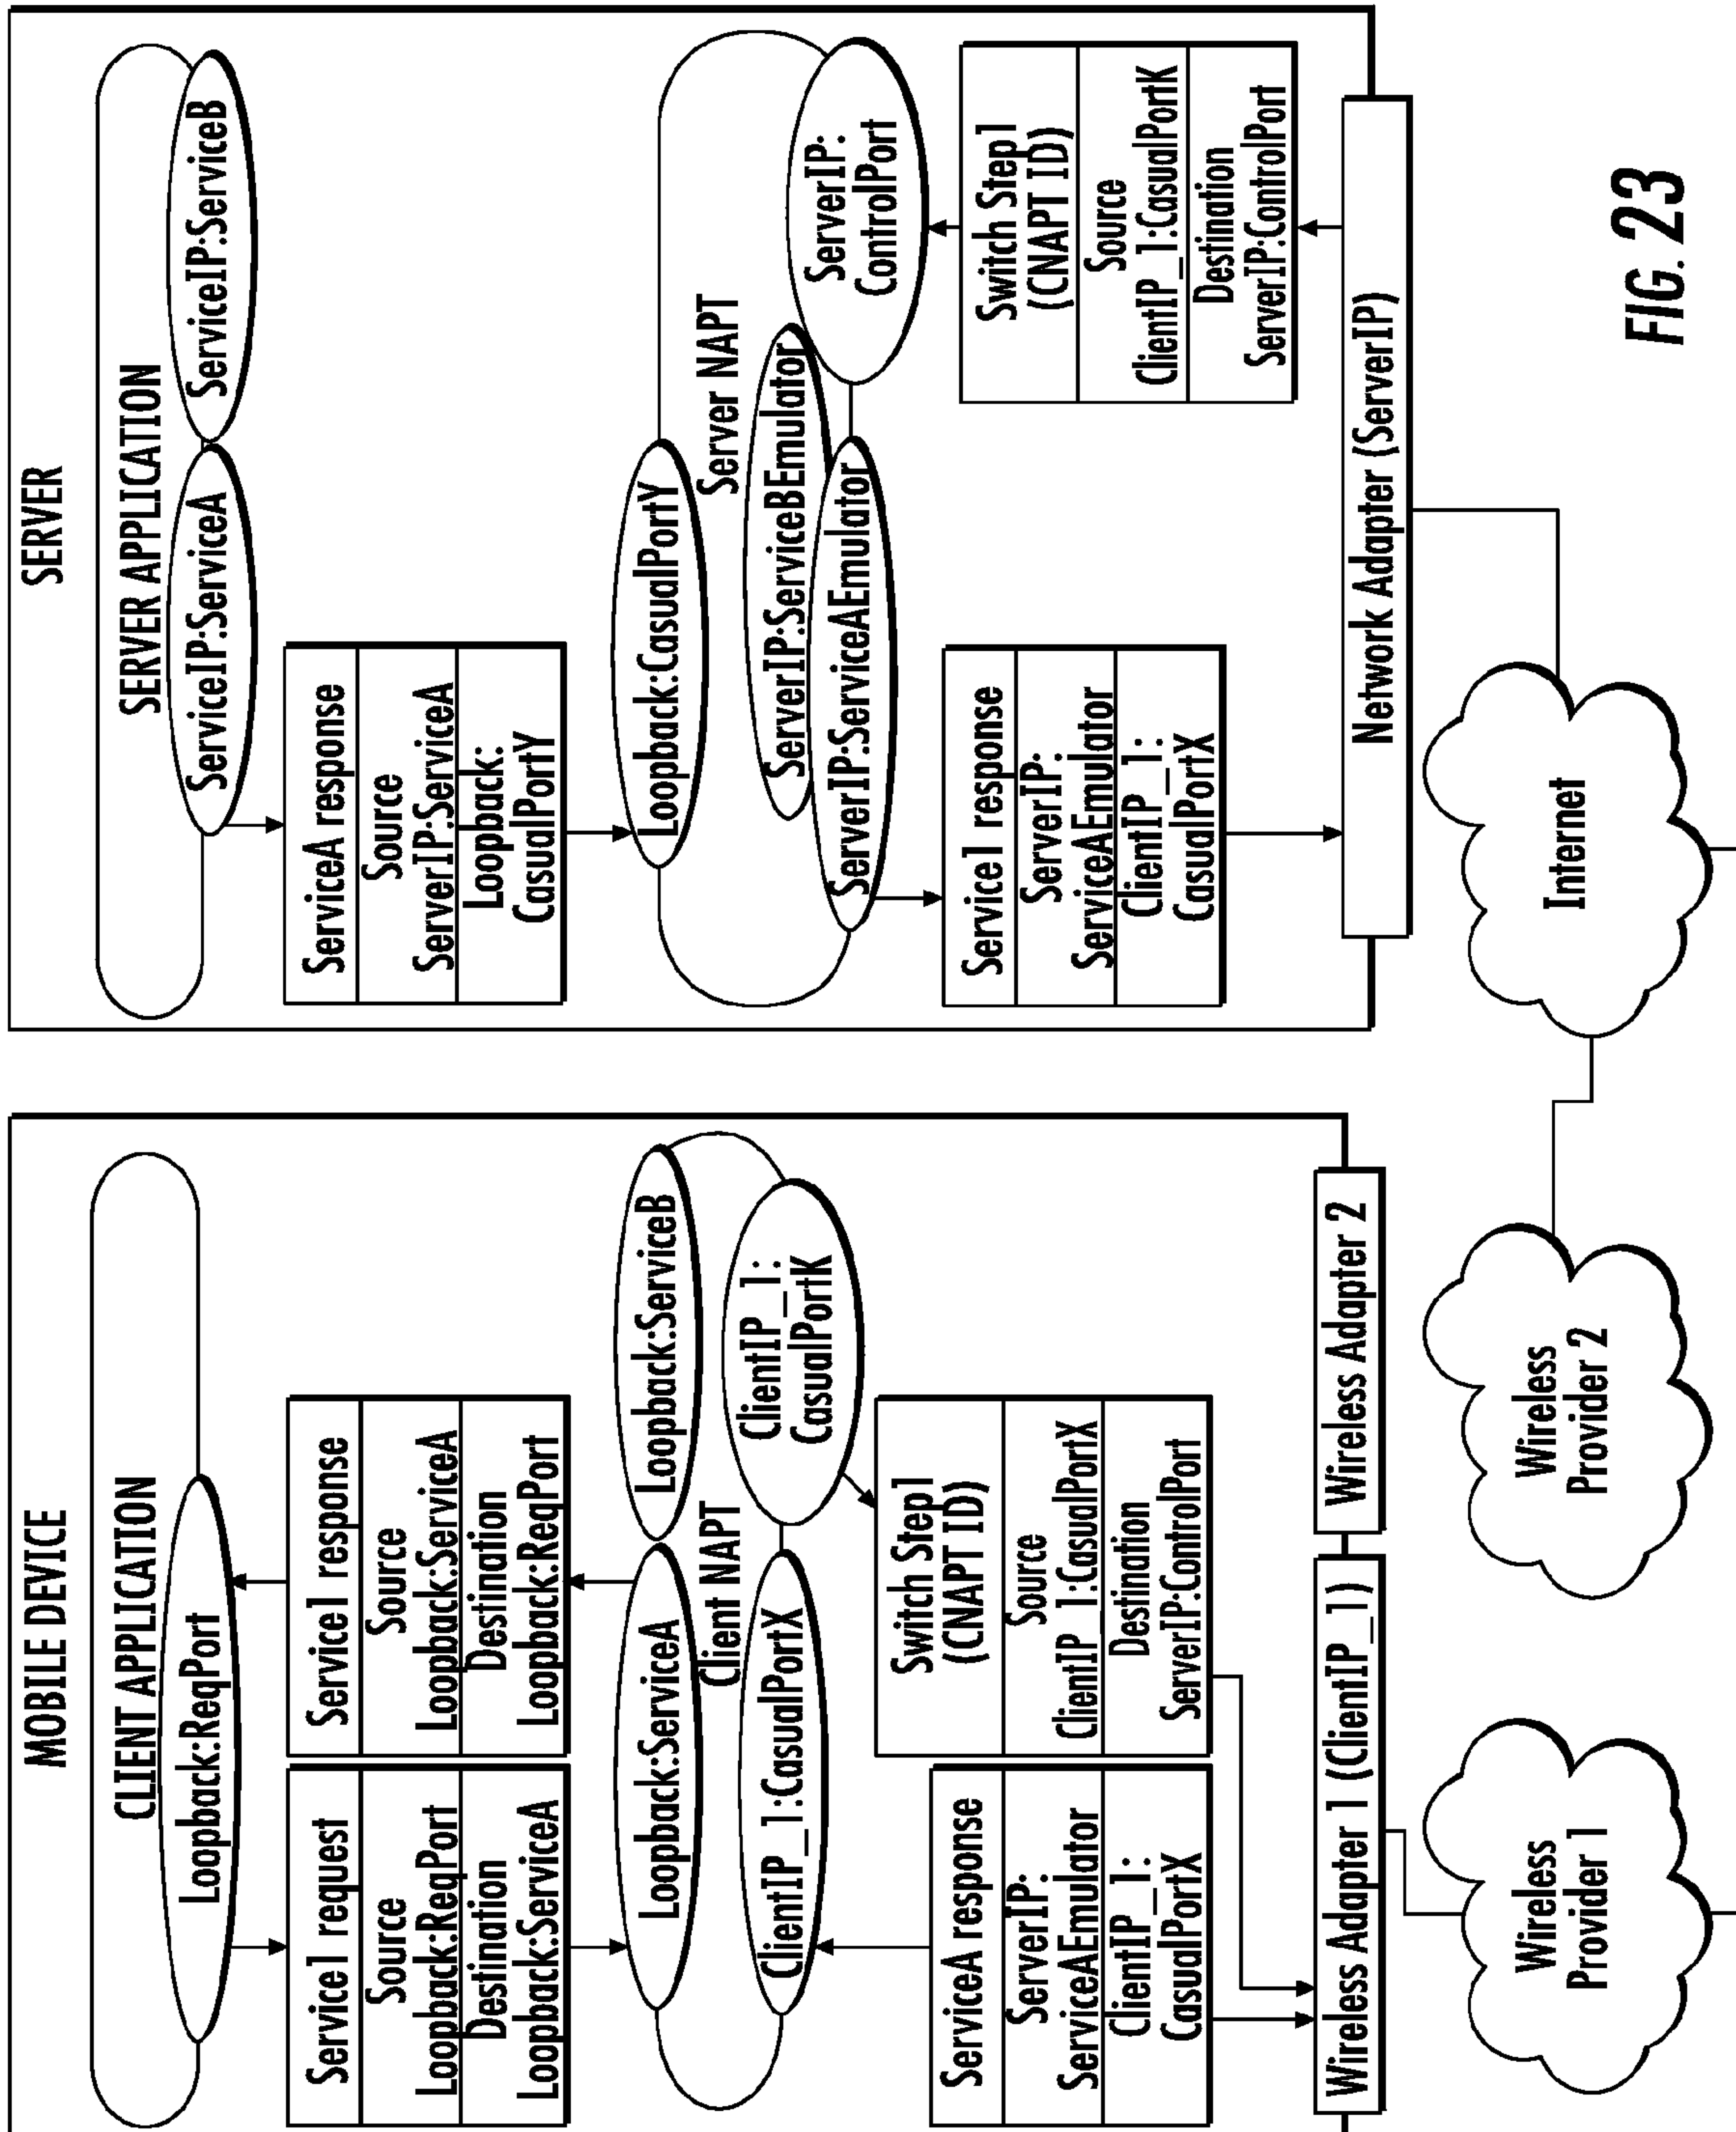 MOBILE DEVICE
CLIENT APPLICATION
Loopback:ReqPort
Service1 request
Source
Loopback:ReqPort
Destination
Loopback:ServiceA
Service1 response
Source
Loopback:ServiceA
Destination
Loopback:ReqPort
Loopback:ServiceA
Loopback:ServiceB
Client NAPT
ClientIP_1:CasualPortX
ClientIP_1:
CasualPortK
ServiceA response
ServerIP:
ServiceAEmulator
ClientIP_1:
CasualPortX
Switch Step1
(CNAPT ID)
Source
ClientIP_1:CasualPortX
Destination
ServerIP:ControlPort
Wireless Adapter 1 (ClientIP_1)
Wireless Adapter 2
Wireless
Provider 1
Wireless
Provider 2
SERVER
SERVER APPLICATION
ServiceIP:ServiceA
ServiceIP:ServiceB
ServiceA response
Source
ServerIP:ServiceA
Loopback:
CasualPortY
Loopback:CasualPortY
Server NAPT
ServerIP:ServiceBEmulator
ServerIP:ServiceAEmulator
ServerIP:
ControlPort
Service1 response
ServerIP:
ServiceAEmulator
ClientIP_1:
CasualPortX
Switch Step1
(CNAPT ID)
Source
ClientIP_1:CasualPortK
Destination
ServerIP:ControlPort
Network Adapter (ServerIP)
Internet
FIG. 23